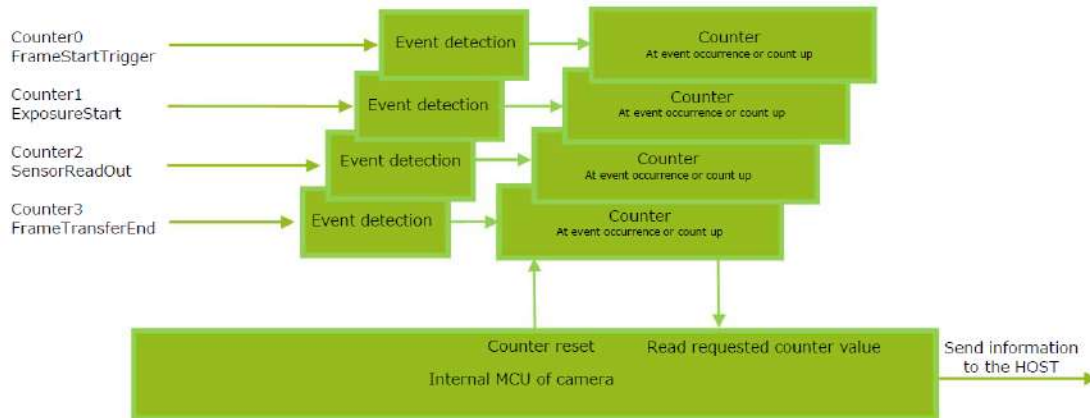 Counter0
FrameStartTrigger
Event detection
Counter
At event occurrence or count up
Counter1
ExposureStart
Event detection
Counter
At event occurrence or count up
Counter2
SensorReadOut
Event detection
Counter
At event occurrence or count up
Counter3
FrameTransferEnd
Event detection
Counter
At event occurrence or count up
Counter reset
Read requested counter value
Internal MCU of camera
Send information
to the HOST